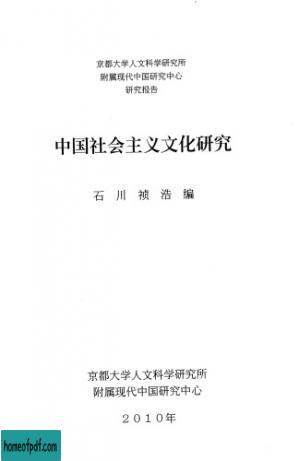 京都大学人文科学研究所
附属现代中国研究中心
研究报告
中国社会主义文化研究
石川祯浩编
京都大学人文科学研究所
附属现代中国研究中心
2010年
homeofpdf.com